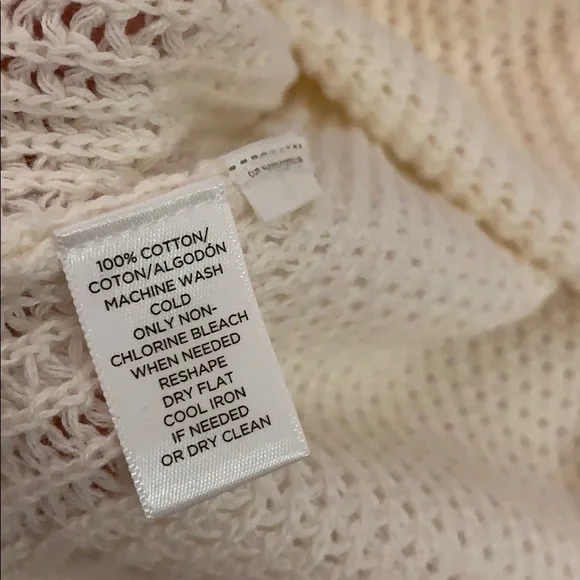 100% COTTON/
COTON/ALGODÓN
MACHINE WASH
COLD
ONLY NON-
CHLORINE BLEACH
WHEN NEEDED
RESHAPE
DRY FLAT
COOL IRON
IF NEEDED
OR DRY CLEAN